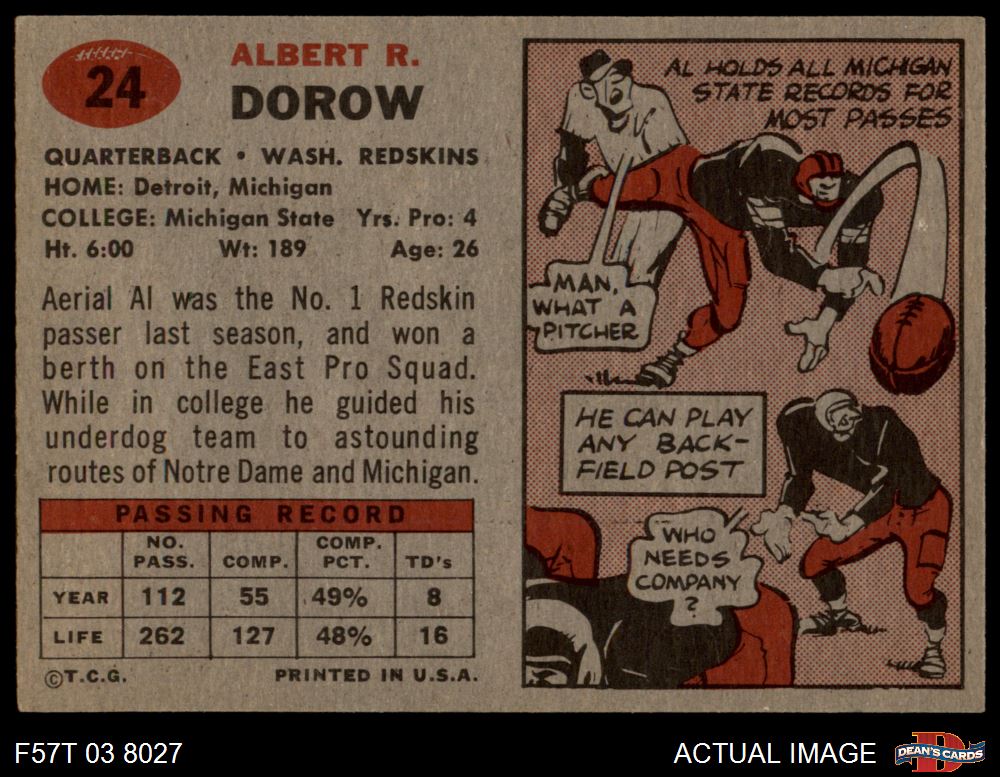 24
ALBERT R.
DOROW
QUARTERBACK • WASH. REDSKINS
HOME: Detroit, Michigan
COLLEGE: Michigan State Yrs. Pro: 4
Ht. 6:00 Wt: 189 Age: 26
Aerial Al was the No. 1 Redskin
passer last season, and won a
berth on the East Pro Squad.
While in college he guided his
underdog team to astounding
routes of Notre Dame and Michigan.
PASSING RECORD
NO. PASS. COMP. COMP. PCT. TD's
YEAR 112 55 49% 8
LIFE 262 127 48% 16
©T.C.G. PRINTED IN U.S.A.
AL HOLDS ALL MICHIGAN
STATE RECORDS FOR
MOST PASSES
MAN,
WHAT A
PITCHER
HE CAN PLAY
ANY BACK-
FIELD POST
WHO
NEEDS
COMPANY
?
F57T 03 8027
ACTUAL IMAGE
DEAN'S CARDS